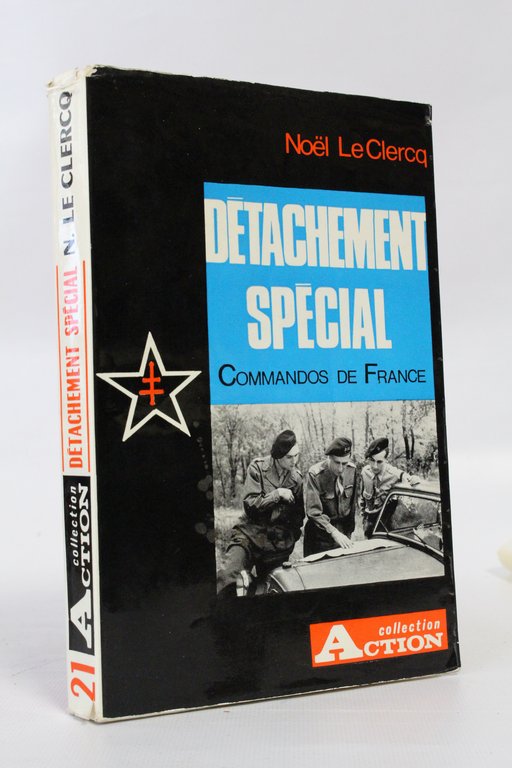 Noël Le Clercq
DÉTACHEMENT
SPÉCIAL
COMMANDOS DE FRANCE
collection
ACTION
N. LE CLERCQ
DÉTACHEMENT SPÉCIAL
collection
ACTION
21